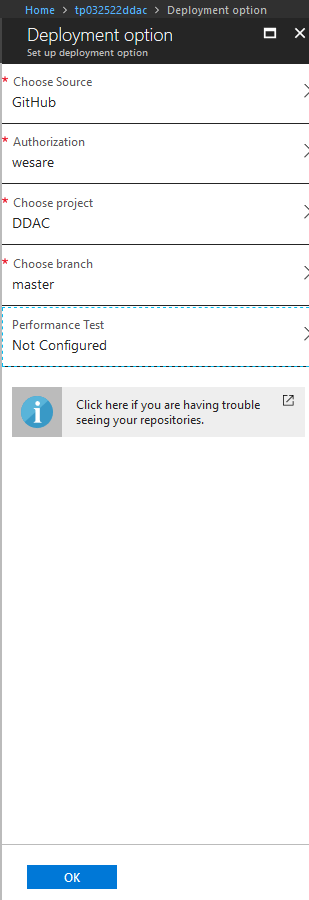 Home > tp032522ddac > Deployment option
Deployment option
Set up deployment option
* Choose Source
GitHub
* Authorization
wesare
* Choose project
DDAC
* Choose branch
master
Performance Test
Not Configured
Click here if you are having trouble
seeing your repositories.
OK